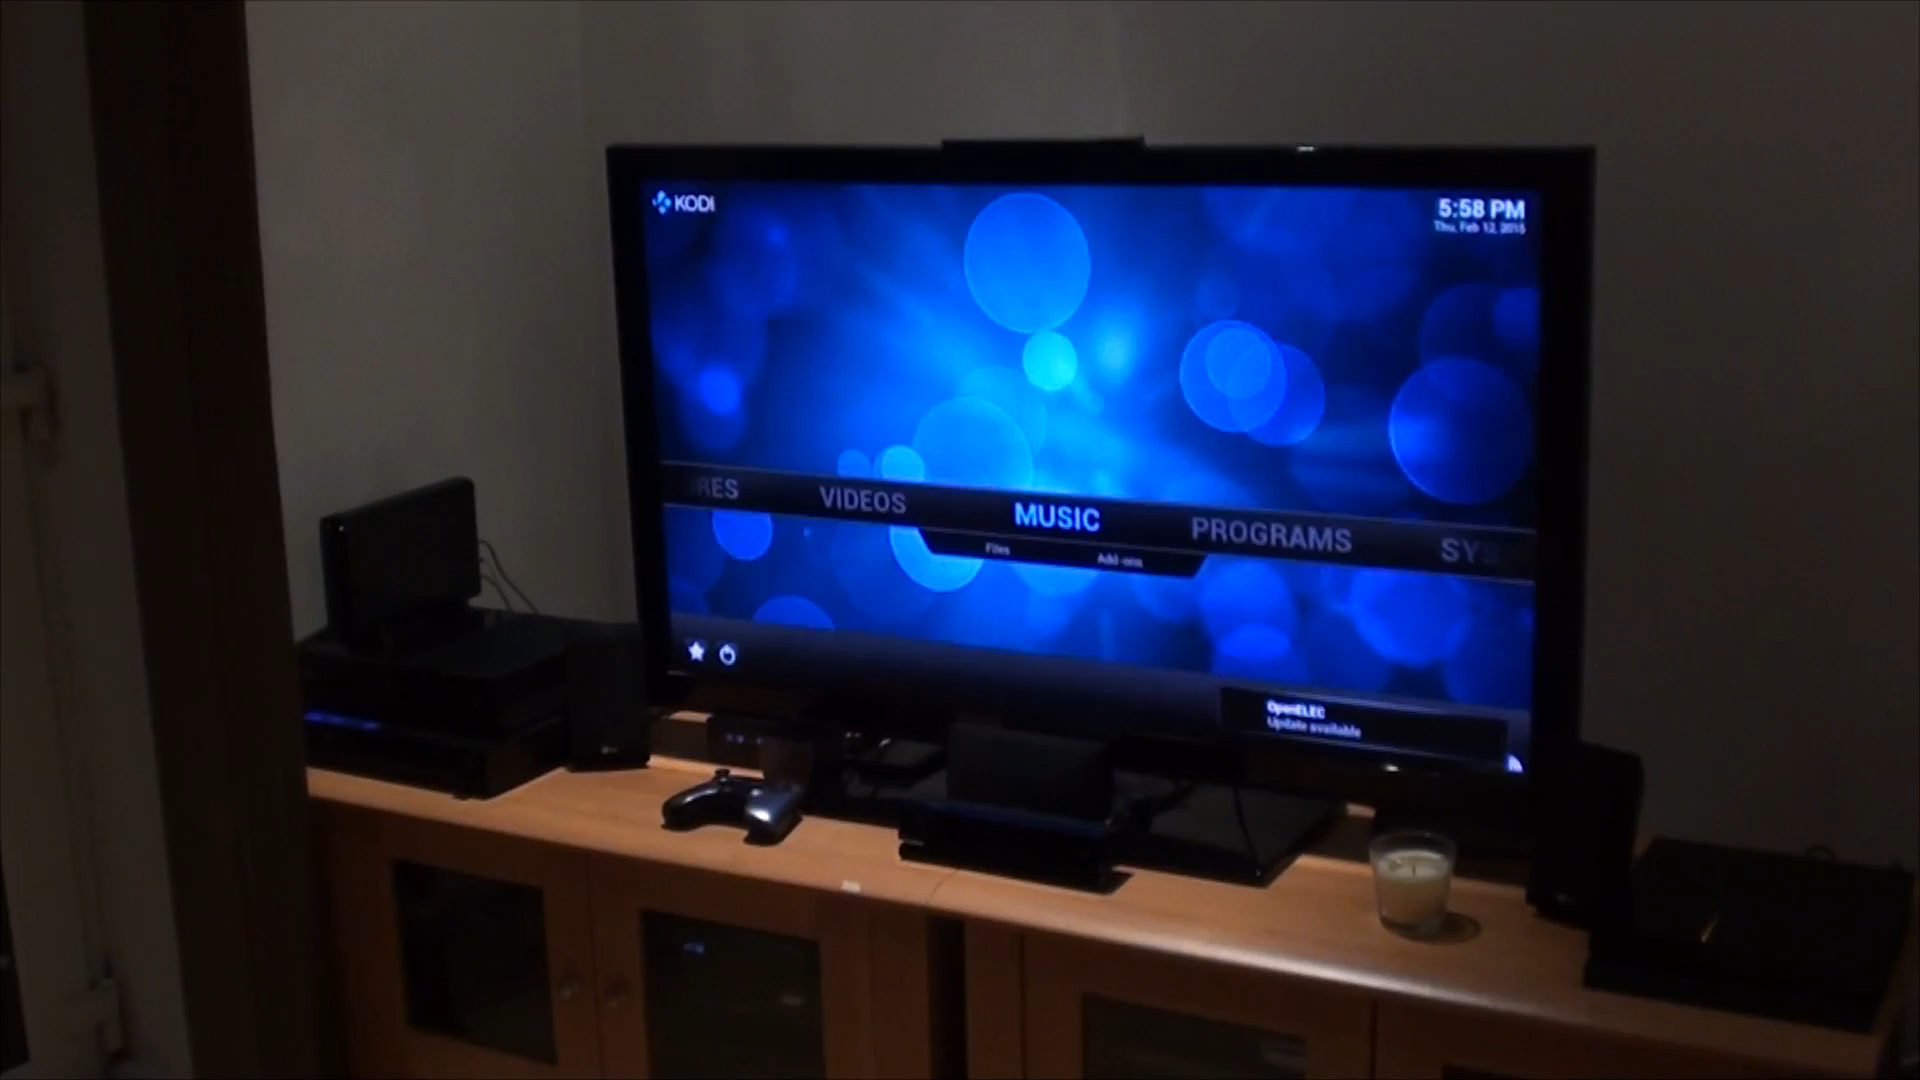 KODI
5:58 PM
Thu, Feb 12, 2015
RES VIDEOS MUSIC PROGRAMS SYS
Files Add-ons
OpenELEC
Update available